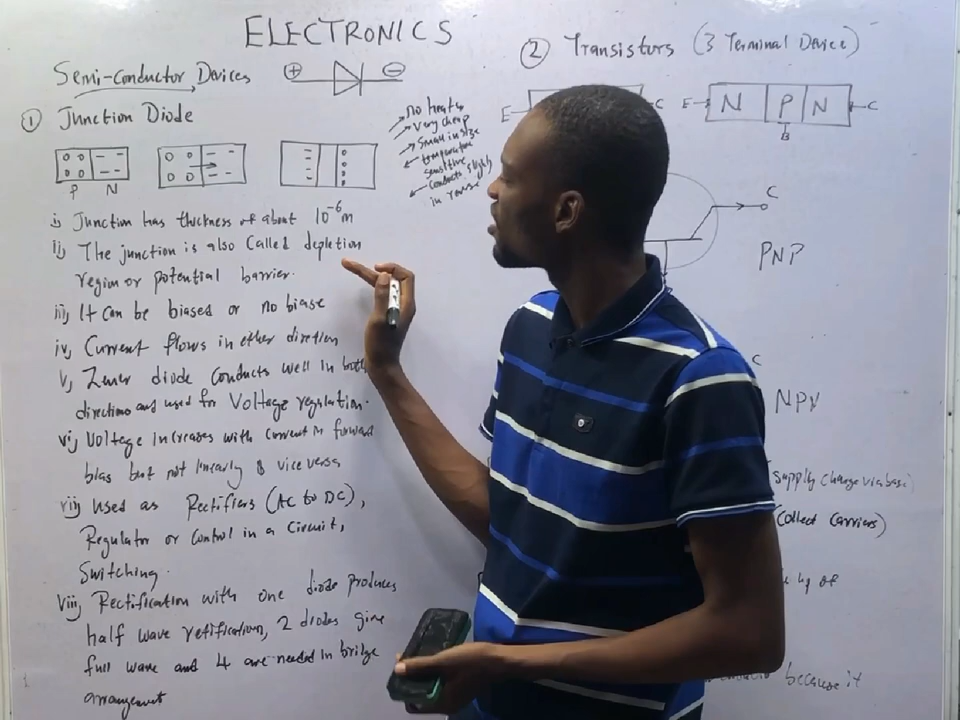 ELECTRONICS
Semi-Conductor Devices
⊕ ⊖
① Junction Diode
P N
No heat
Very cheap
Small in size
temperature
sensitive
Conducts slightly
in reverse
i) Junction has thickness of about 10⁻⁶m
ii) The junction is also called depletion
region or potential barrier.
iii) It can be biased or no biase
iv) Current flows in either direction
v) Zener diode conducts well in both
directions and used for Voltage regulation.
vi) Voltage Increases with current in forward
bias but not linearly & vice versa
vii) Used as Rectifiers (AC to DC),
Regulator or Control in a Circuit,
Switching.
viii) Rectification with one diode produces
half wave retification, 2 diodes give
full wave and 4 are needed in bridge
arrangement
② Transistors (3 Terminal Device)
E C
E N P N C
B
C
PNP
C
NPN
(supply charge via base)
(Collect Carriers)
up of
because it